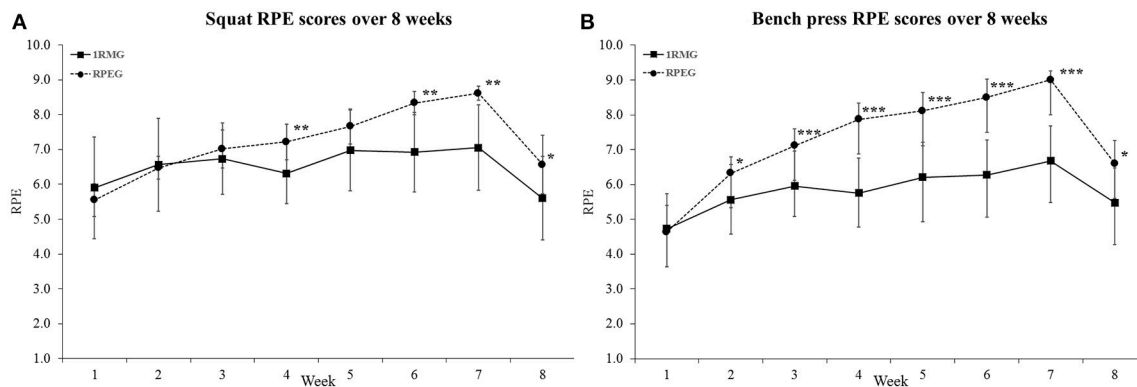 A
Squat RPE scores over 8 weeks
10.0
9.0
8.0
7.0
6.0
5.0
4.0
3.0
2.0
1.0
RPE
1RMG
RPEG
**
**
**
*
1 2 3 4 5 6 7 8
Week
B
Bench press RPE scores over 8 weeks
10.0
9.0
8.0
7.0
6.0
5.0
4.0
3.0
2.0
1.0
RPE
1RMG
RPEG
*
***
***
***
***
***
*
1 2 3 4 5 6 7 8
Week